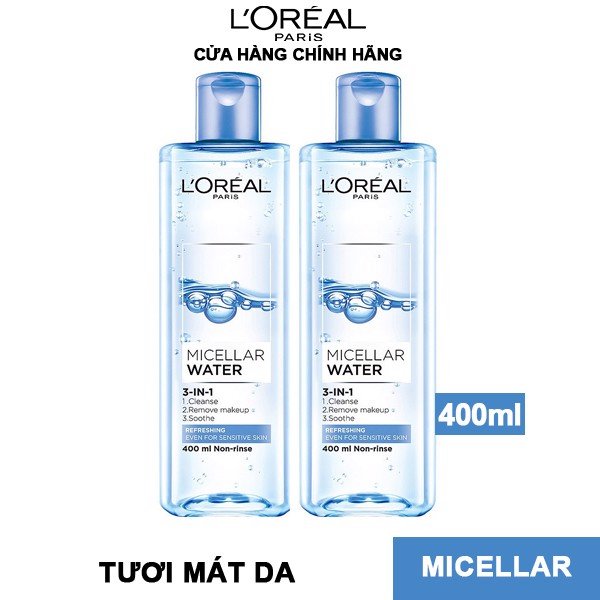 L'ORÉAL
PARIS
CỬA HÀNG CHÍNH HÃNG
L'ORÉAL
PARIS
MICELLAR
WATER
3-IN-1
1.Cleanse
2.Remove makeup
3.Soothe
REFRESHING
EVEN FOR SENSITIVE SKIN
400 ml Non-rinse
L'ORÉAL
PARIS
MICELLAR
WATER
3-IN-1
1.Cleanse
2.Remove makeup
3.Soothe
REFRESHING
EVEN FOR SENSITIVE SKIN
400 ml Non-rinse
400ml
TƯƠI MÁT DA
MICELLAR